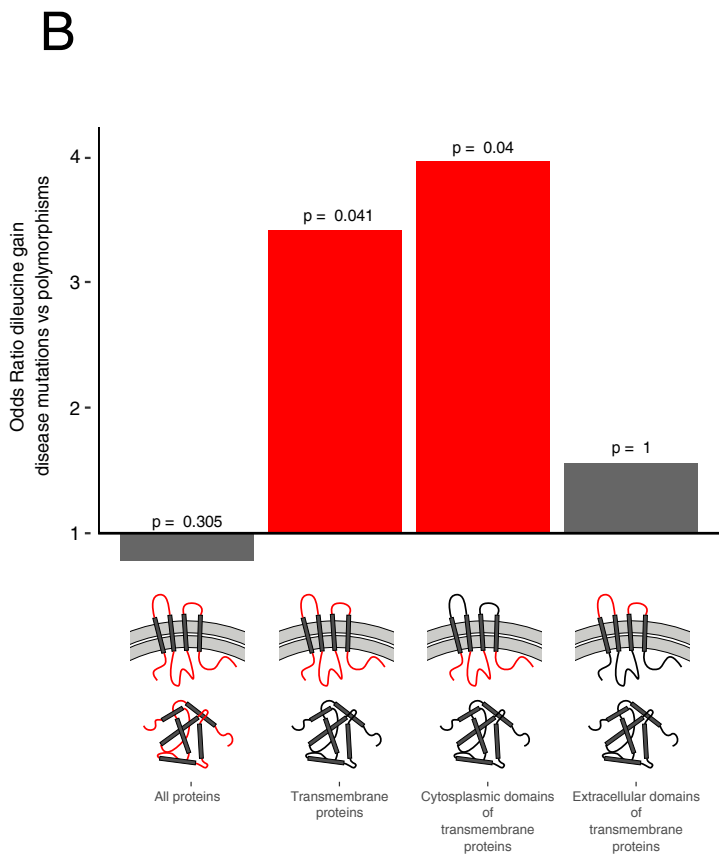 B
Odds Ratio dileucine gain
disease mutations vs polymorphisms
4
3
2
1
p = 0.305
p = 0.041
p = 0.04
p = 1
All proteins
Transmembrane
proteins
Cytoplasmic domains
of
transmembrane
proteins
Extracellular domains
of
transmembrane
proteins